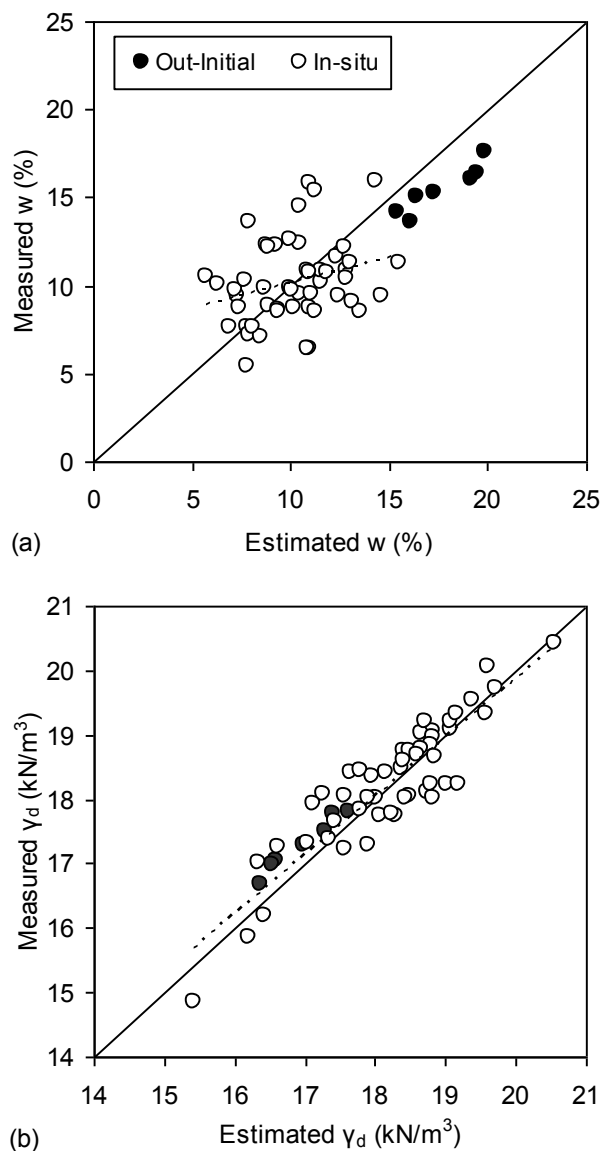 25
Out-Initial In-situ
20
15
10
5
0
Measured w (%)
0 5 10 15 20 25
(a) Estimated w (%)
21
20
19
18
17
16
15
14
Measured γd (kN/m³)
14 15 16 17 18 19 20 21
(b) Estimated γd (kN/m³)